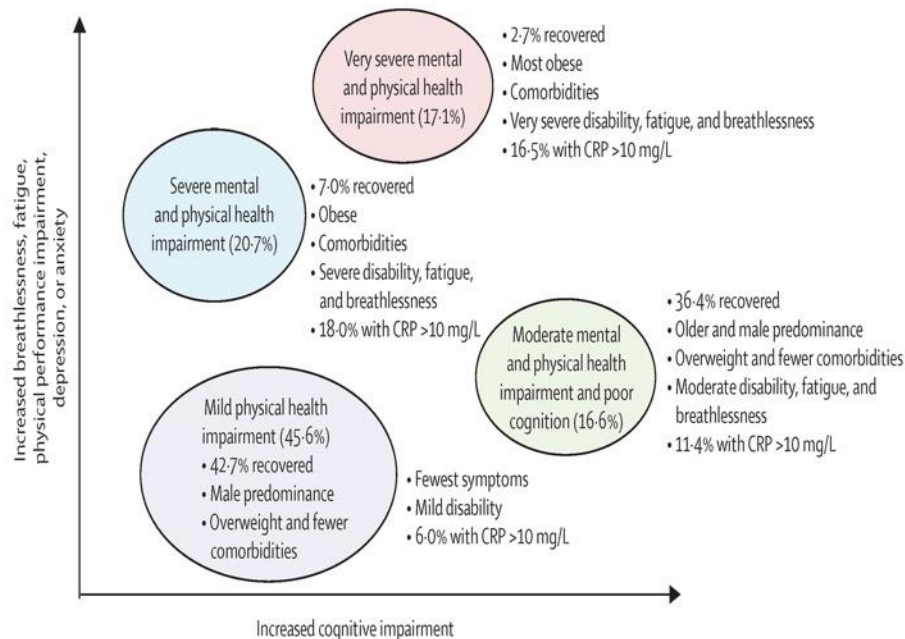 Increased breathlessness, fatigue,
physical performance impairment,
depression, or anxiety
Very severe mental
and physical health
impairment (17·1%)
• 2·7% recovered
• Most obese
• Comorbidities
• Very severe disability, fatigue, and breathlessness
• 16·5% with CRP >10 mg/L
Severe mental
and physical health
impairment (20·7%)
• 7·0% recovered
• Obese
• Comorbidities
• Severe disability, fatigue,
and breathlessness
• 18·0% with CRP >10 mg/L
Moderate mental
and physical health
impairment and poor
cognition (16·6%)
• 36·4% recovered
• Older and male predominance
• Overweight and fewer comorbidities
• Moderate disability, fatigue, and
breathlessness
• 11·4% with CRP >10 mg/L
Mild physical health
impairment (45·6%)
• 42·7% recovered
• Male predominance
• Overweight and fewer
comorbidities
• Fewest symptoms
• Mild disability
• 6·0% with CRP >10 mg/L
Increased cognitive impairment